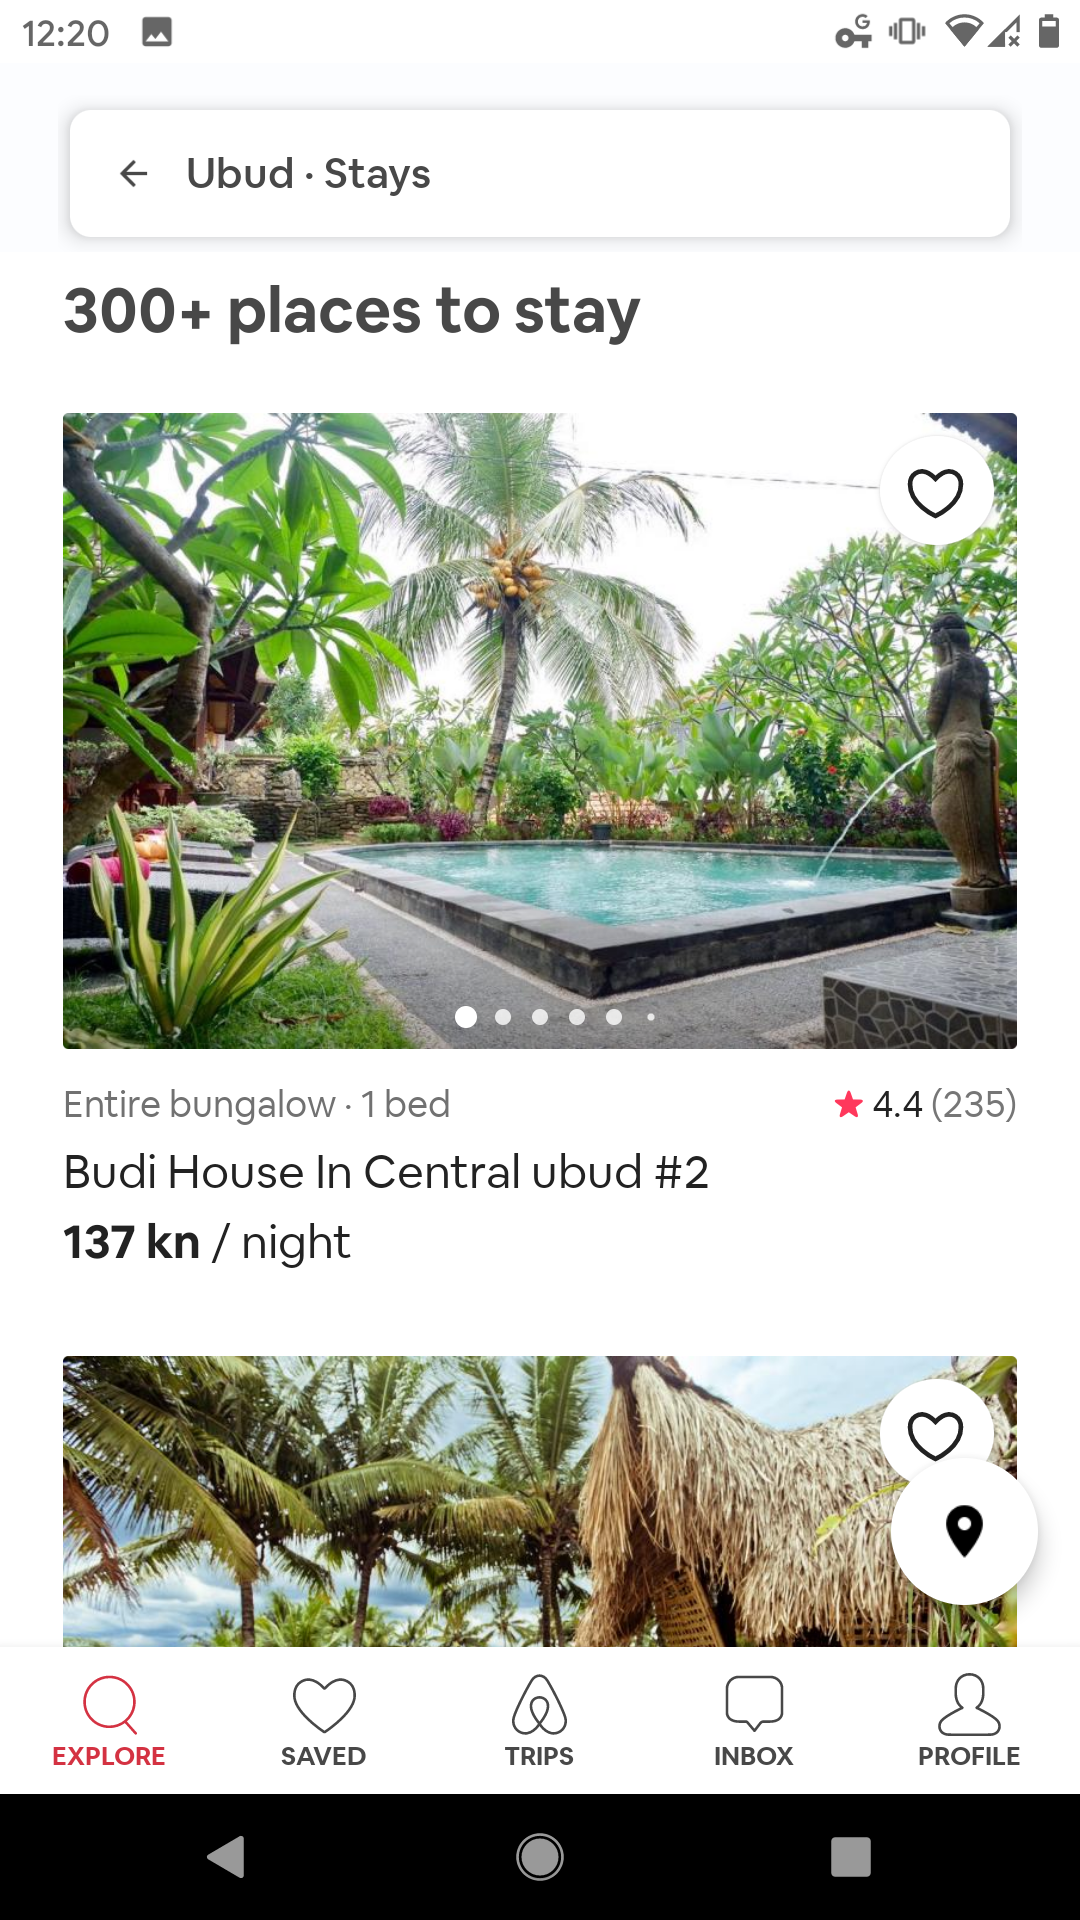 12:20
G
Ubud · Stays
300+ places to stay
Entire bungalow · 1 bed
4.4 (235)
Budi House In Central ubud #2
137 kn / night
EXPLORE
SAVED
TRIPS
INBOX
PROFILE